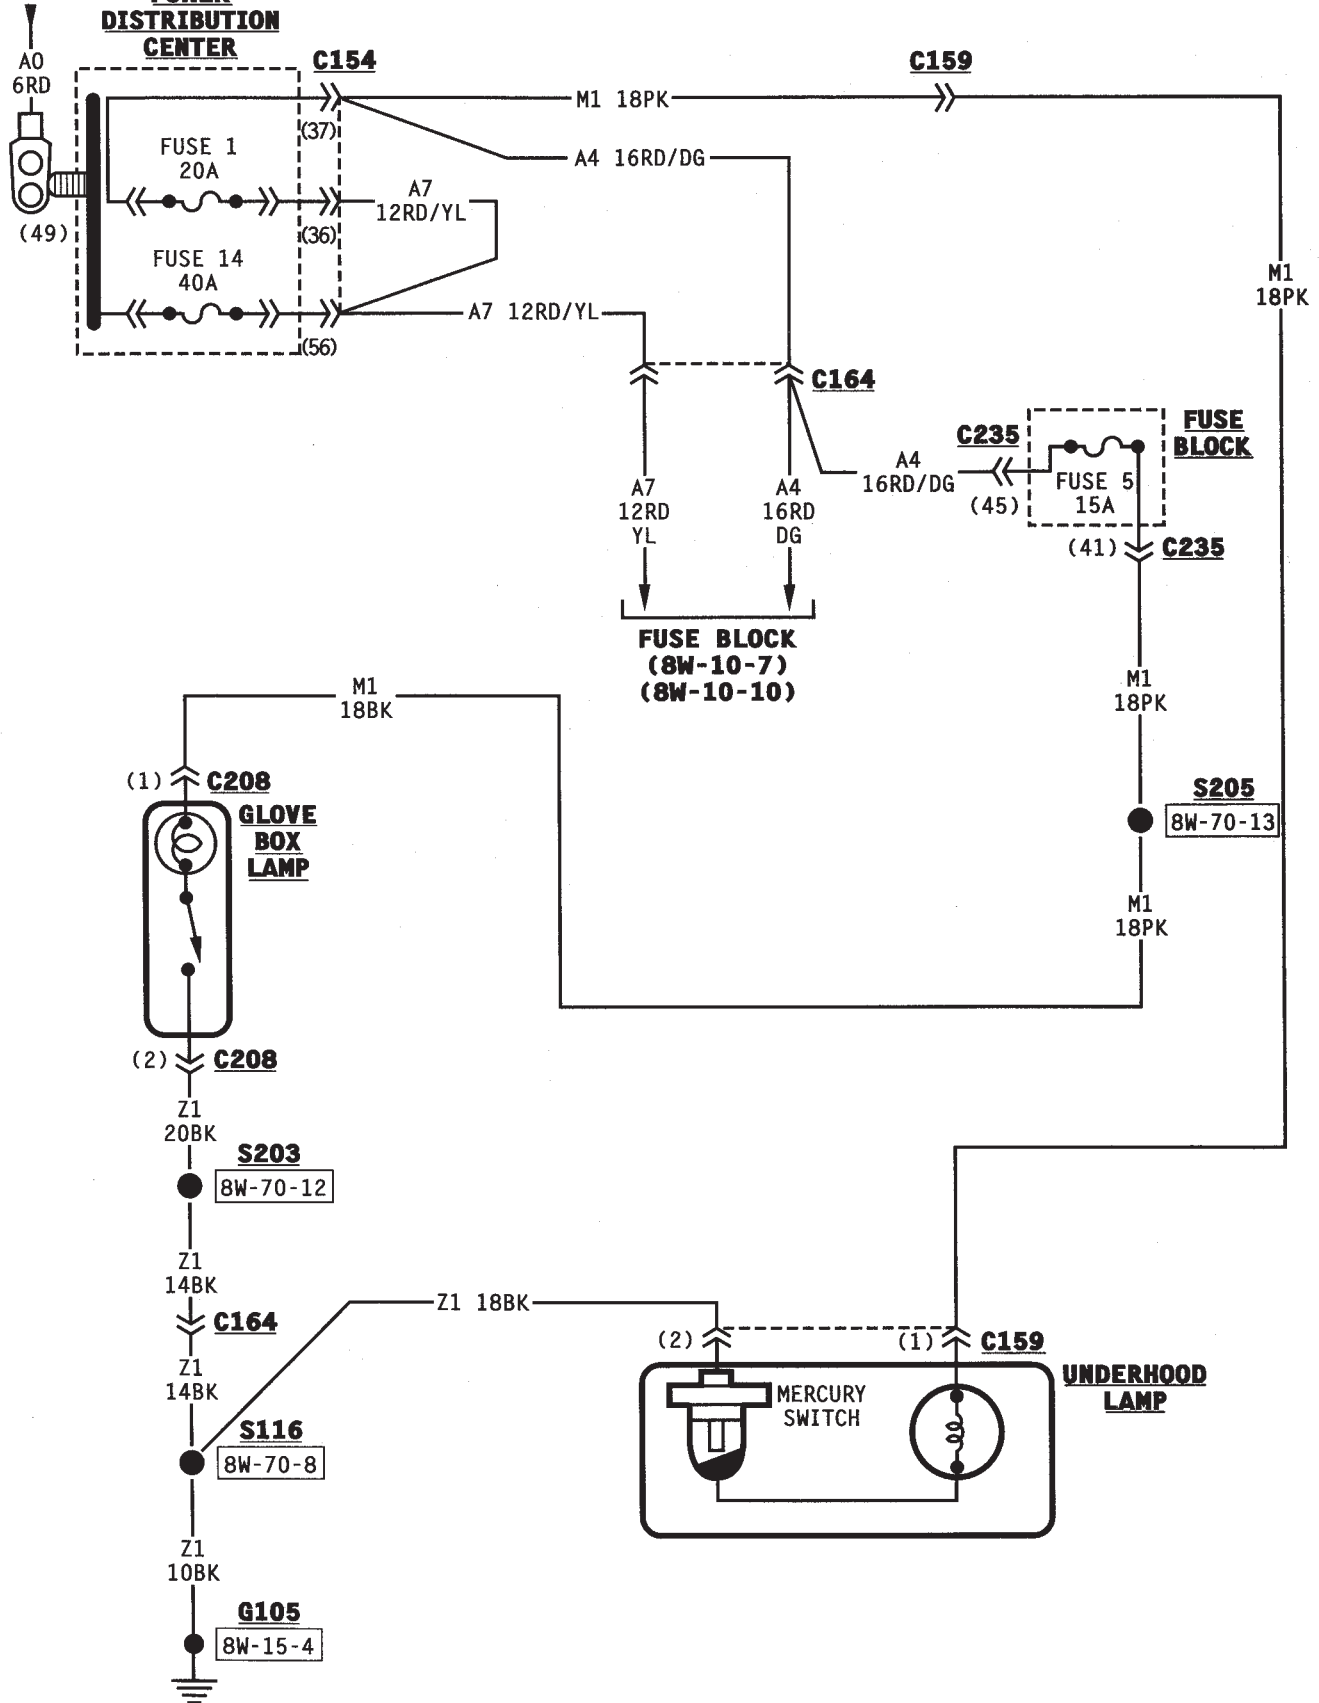 DISTRIBUTION
CENTER
A0
6RD
C154
C159
M1 18PK
(37)
FUSE 1
20A
A4 16RD/DG
A7
12RD/YL
(49)
(36)
FUSE 14
40A
M1
18PK
A7 12RD/YL
(56)
C164
C235
FUSE
BLOCK
A4
16RD/DG
(45)
FUSE 5
15A
A7
12RD
YL
A4
16RD
DG
(41)
C235
FUSE BLOCK
(8W-10-7)
(8W-10-10)
M1
18PK
M1
18BK
(1)
C208
S205
8W-70-13
GLOVE
BOX
LAMP
M1
18PK
(2)
C208
Z1
20BK
S203
8W-70-12
Z1
14BK
Z1 18BK
C164
(2)
(1)
C159
Z1
14BK
MERCURY
SWITCH
UNDERHOOD
LAMP
S116
8W-70-8
Z1
10BK
G105
8W-15-4